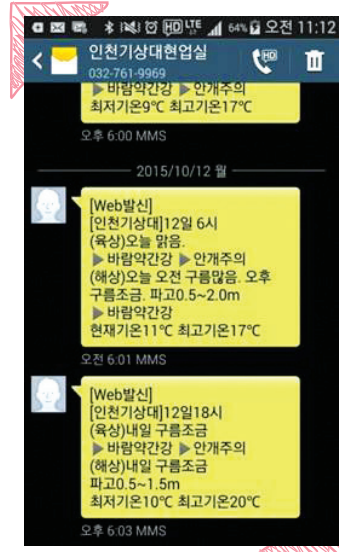 HD LTE 64% 오전 11:12
인천기상대현업실 HD
032-761-9969
▶바람약간강 ▶안개주의
최저기온9℃ 최고기온17℃
오후 6:00 MMS
2015/10/12 월
[Web발신]
[인천기상대]12일 6시
(육상)오늘 맑음.
▶바람약간강 ▶안개주의
(해상)오늘 오전 구름많음. 오후
구름조금. 파고0.5~2.0m
▶바람약간강
현재기온11℃ 최고기온17℃
오전 6:01 MMS
[Web발신]
[인천기상대]12일18시
(육상)내일 구름조금
▶바람약간강 ▶안개주의
(해상)내일 구름조금
파고0.5~1.5m
최저기온10℃ 최고기온20℃
오후 6:03 MMS